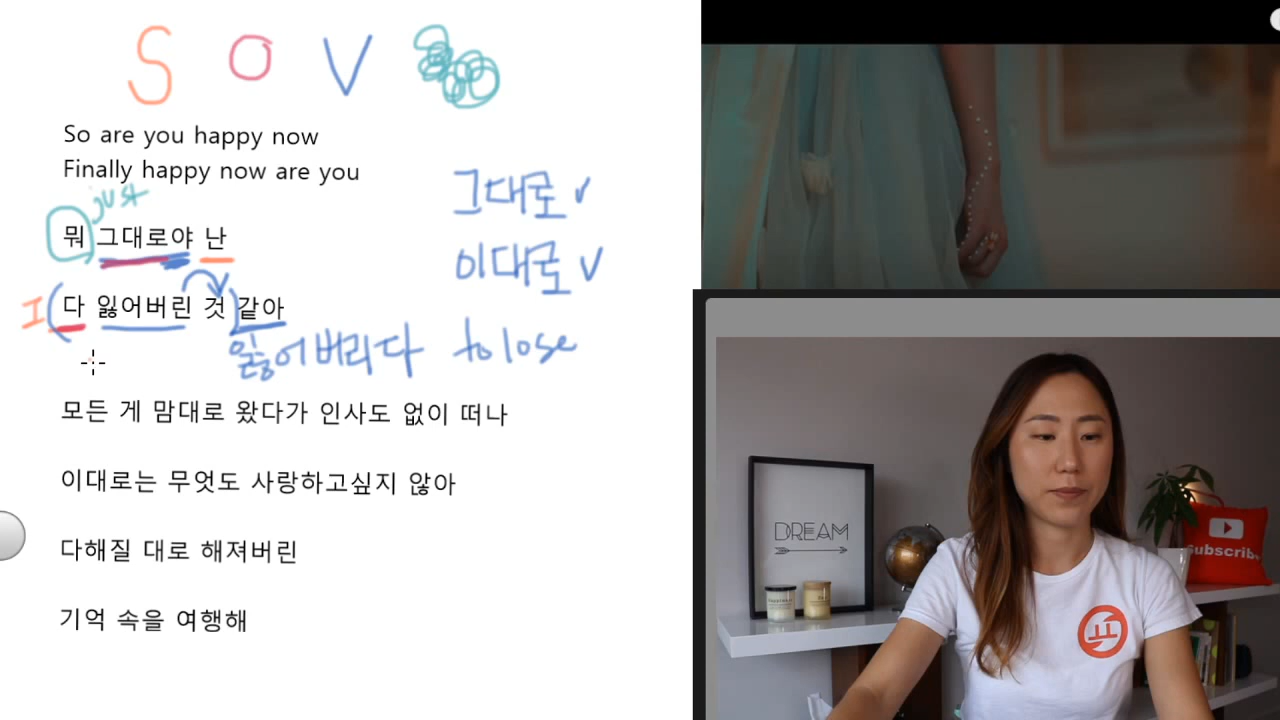 S O V
So are you happy now
Finally happy now are you
just
뭐 그대로야 난
그대로 v
이대로 v
I (다 잃어버린 것) 같아
잃어버리다 to lose
모든 게 맘대로 왔다가 인사도 없이 떠나
이대로는 무엇도 사랑하고싶지 않아
다해질 대로 해져버린
기억 속을 여행해
DREAM
Subscribe